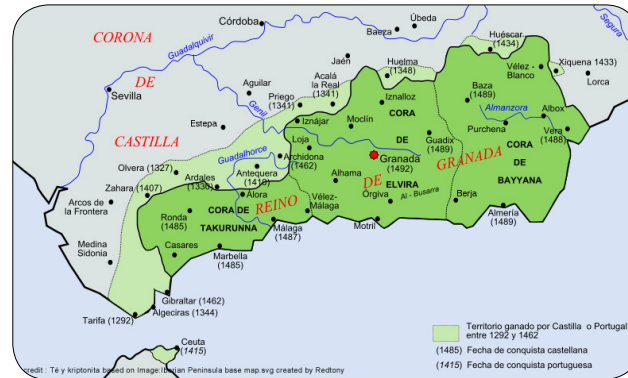 CORONA
DE
CASTILLA
Córdoba
Úbeda
Baeza
Segura
Guadalquivir
Jaén
Huéscar
(1434)
Huelma
(1348)
Vélez -
Blanco
Xiquena 1433)
Lorca
Sevilla
Aguilar
Acalá
la Real
(1341)
Priego
(1341)
Genil
Baza
(1489)
Iznalloz
Almanzora
Albox
Estepa
Iznájar
Moclín
CORA
DE
ELVIRA
Purchena
Vera
(1488)
Loja
Guadix
(1489)
CORA
DE
BAYYANA
Guadalhorce
Archidona
(1462)
Granada
(1492)
GRANADA
Olvera (1327)
Antequera
(1410)
Ardales
(1336)
Zahara (1407)
Alhama
DE
Álora
REINO
Arcos de
la Frontera
Órgiva
Al - Busarra
Berja
Vélez-
Málaga
Ronda
(1485)
CORA DE
TAKURUNNA
Almería
(1489)
Motril
Málaga
(1487)
Medina
Sidonia
Casares
Marbella
(1485)
Gibraltar (1462)
Algeciras (1344)
Tarifa (1292)
Ceuta
(1415)
Territorio ganado por Castilla o Portugal
entre 1292 y 1462
(1485) Fecha de conquista castellana
(1415) Fecha de conquista portuguesa
credit : Té y kriptonita based on Image:Iberian Peninsula base map.svg created by Redtony